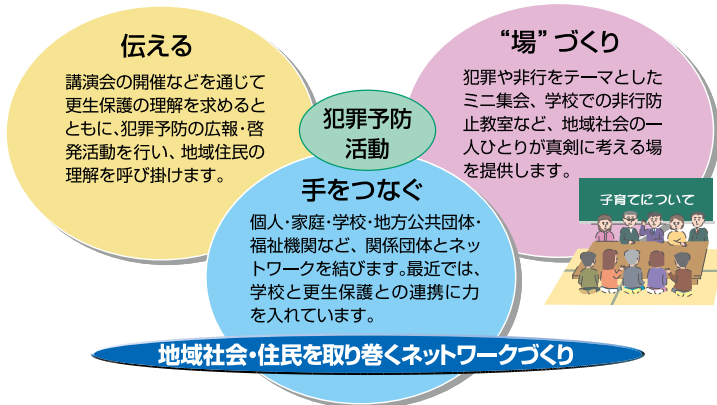 伝える
講演会の開催などを通じて
更生保護の理解を求めると
ともに、犯罪予防の広報・啓
発活動を行い、地域住民の
理解を呼び掛けます。
“場”づくり
犯罪や非行をテーマとした
ミニ集会、学校での非行防
止教室など、地域社会の一
人ひとりが真剣に考える場
を提供します。
犯罪予防
活動
子育てについて
手をつなぐ
個人・家庭・学校・地方公共団体・
福祉機関など、関係団体とネッ
トワークを結びます。最近では、
学校と更生保護との連携に力
を入れています。
地域社会・住民を取り巻くネットワークづくり